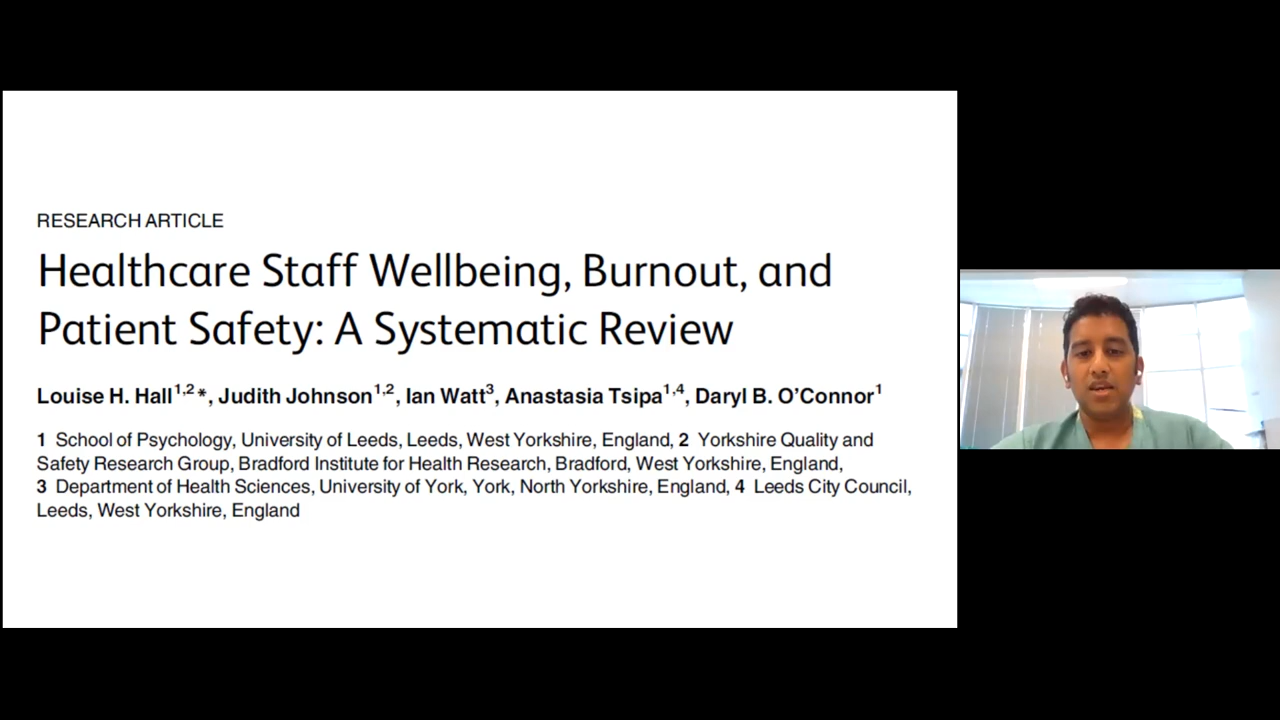 RESEARCH ARTICLE
Healthcare Staff Wellbeing, Burnout, and
Patient Safety: A Systematic Review
Louise H. Hall1,2*, Judith Johnson1,2, Ian Watt3, Anastasia Tsipa1,4, Daryl B. O’Connor1
1 School of Psychology, University of Leeds, Leeds, West Yorkshire, England, 2 Yorkshire Quality and
Safety Research Group, Bradford Institute for Health Research, Bradford, West Yorkshire, England,
3 Department of Health Sciences, University of York, York, North Yorkshire, England, 4 Leeds City Council,
Leeds, West Yorkshire, England